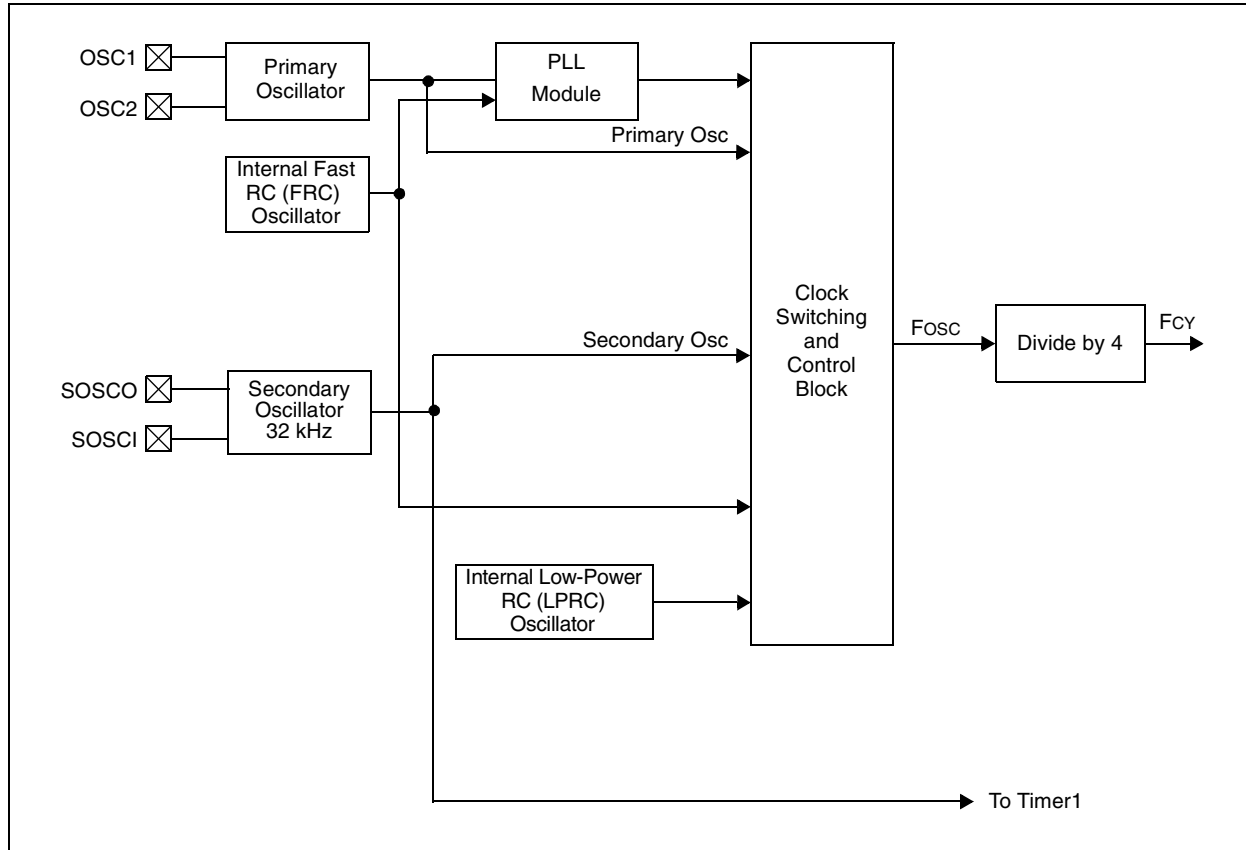 OSC1
OSC2
Primary
Oscillator
PLL
Module
Primary Osc
Internal Fast
RC (FRC)
Oscillator
Secondary Osc
SOSCO
SOSCI
Secondary
Oscillator
32 kHz
Clock
Switching
and
Control
Block
FOSC
Divide by 4
FCY
Internal Low-Power
RC (LPRC)
Oscillator
To Timer1